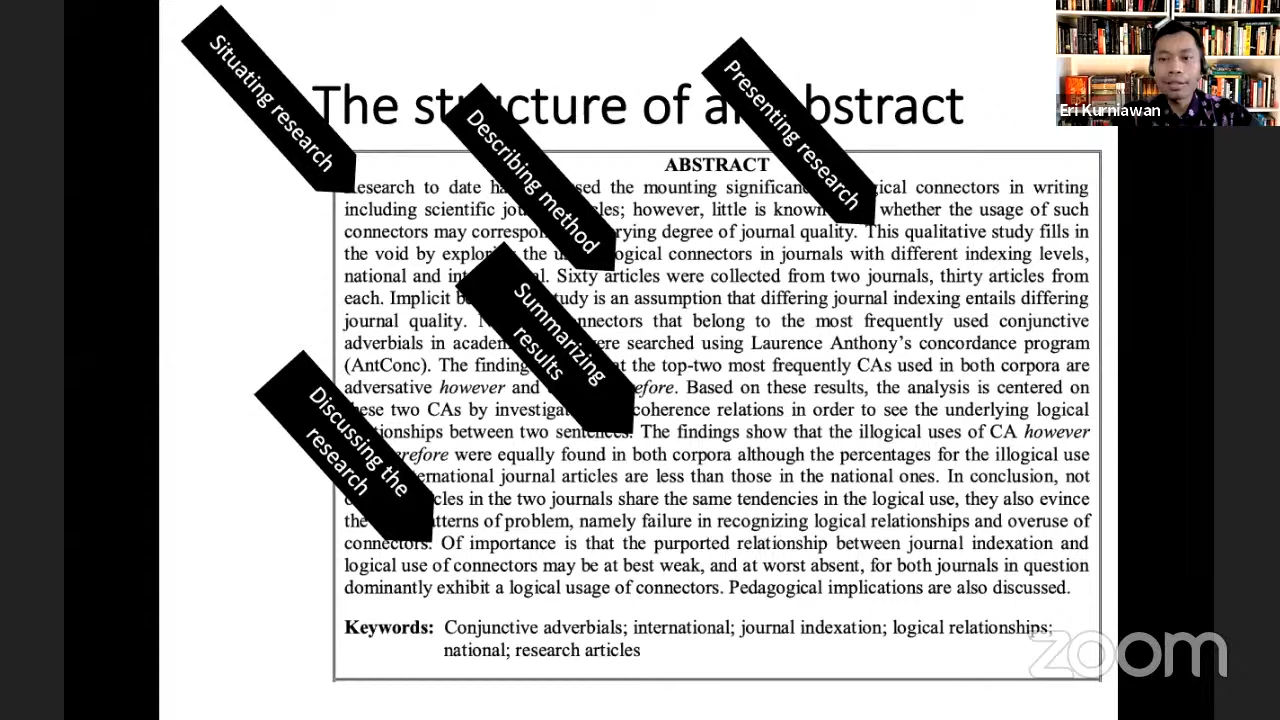 Situating research
Describing method
Presenting research
Summarizing
results
Discussing the
research
Eri Kurniawan
The structure of an abstract
ABSTRACT
Research to date ha sed the mounting significan gical connectors in writing
including scientific jou les; however, little is known whether the usage of such
connectors may correspon rying degree of journal quality. This qualitative study fills in
the void by explor the u ogical connectors in journals with different indexing levels,
national and int l. Sixty articles were collected from two journals, thirty articles from
each. Implicit b tudy is an assumption that differing journal indexing entails differing
journal quality. N nnectors that belong to the most frequently used conjunctive
adverbials in academ ere searched using Laurence Anthony's concordance program
(AntConc). The finding at the top-two most frequently CAs used in both corpora are
adversative however and efore. Based on these results, the analysis is centered on
these two CAs by investiga coherence relations in order to see the underlying logical
tionships between two sentences. The findings show that the illogical uses of CA however
refore were equally found in both corpora although the percentages for the illogical use
ernational journal articles are less than those in the national ones. In conclusion, not
cles in the two journals share the same tendencies in the logical use, they also evince
the tterns of problem, namely failure in recognizing logical relationships and overuse of
connectors. Of importance is that the purported relationship between journal indexation and
logical use of connectors may be at best weak, and at worst absent, for both journals in question
dominantly exhibit a logical usage of connectors. Pedagogical implications are also discussed.
Keywords: Conjunctive adverbials; international; journal indexation; logical relationships;
national; research articles
zoom